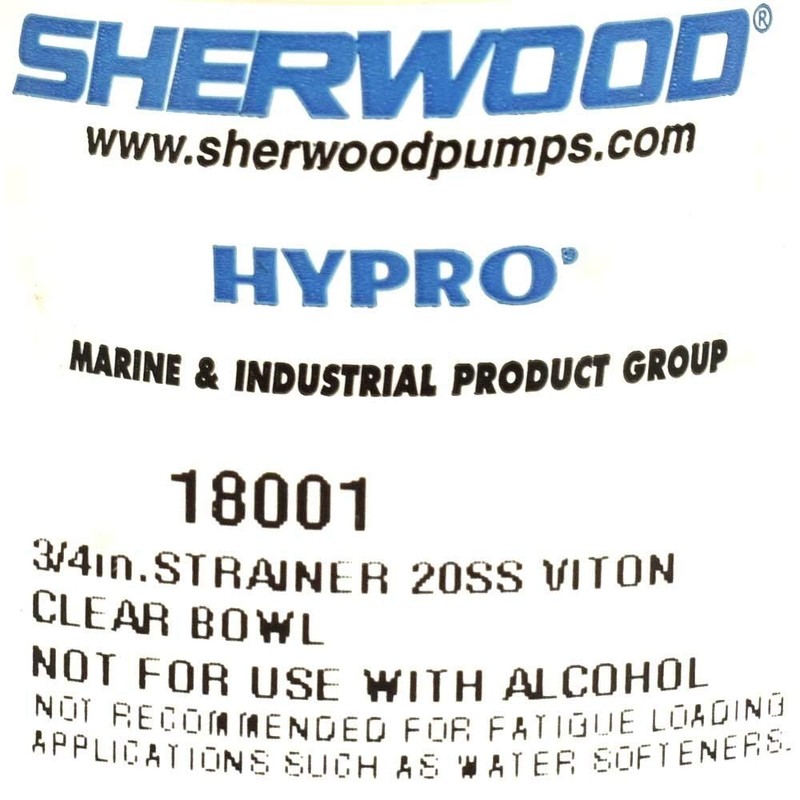 SHERWOOD®
www.sherwoodpumps.com
HYPRO®
MARINE & INDUSTRIAL PRODUCT GROUP
18001
3/4in.STRAINER 20SS VITON
CLEAR BOWL
NOT FOR USE WITH ALCOHOL
NOT RECOMMENDED FOR FATIGUE LOADING
APPLICATIONS SUCH AS WATER SOFTENERS.